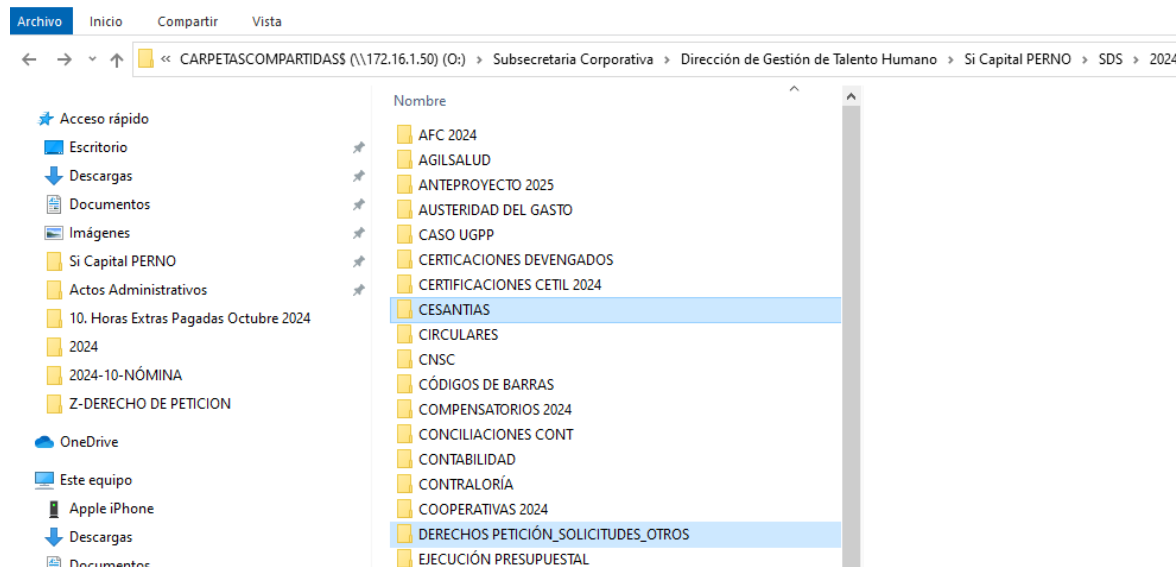 Archivo Inicio Compartir Vista
« CARPETASCOMPARTIDAS$ (\\172.16.1.50) (O:) > Subsecretaria Corporativa > Dirección de Gestión de Talento Humano > Si Capital PERNO > SDS > 2024
Acceso rápido
Escritorio
Descargas
Documentos
Imágenes
Si Capital PERNO
Actos Administrativos
10. Horas Extras Pagadas Octubre 2024
2024
2024-10-NÓMINA
Z-DERECHO DE PETICION
OneDrive
Este equipo
Apple iPhone
Descargas
Documentos
Nombre
AFC 2024
AGILSALUD
ANTEPROYECTO 2025
AUSTERIDAD DEL GASTO
CASO UGPP
CERTICACIONES DEVENGADOS
CERTIFICACIONES CETIL 2024
CESANTIAS
CIRCULARES
CNSC
CÓDIGOS DE BARRAS
COMPENSATORIOS 2024
CONCILIACIONES CONT
CONTABILIDAD
CONTRALORÍA
COOPERATIVAS 2024
DERECHOS PETICIÓN_SOLICITUDES_OTROS
EJECUCIÓN PRESUPUESTAL